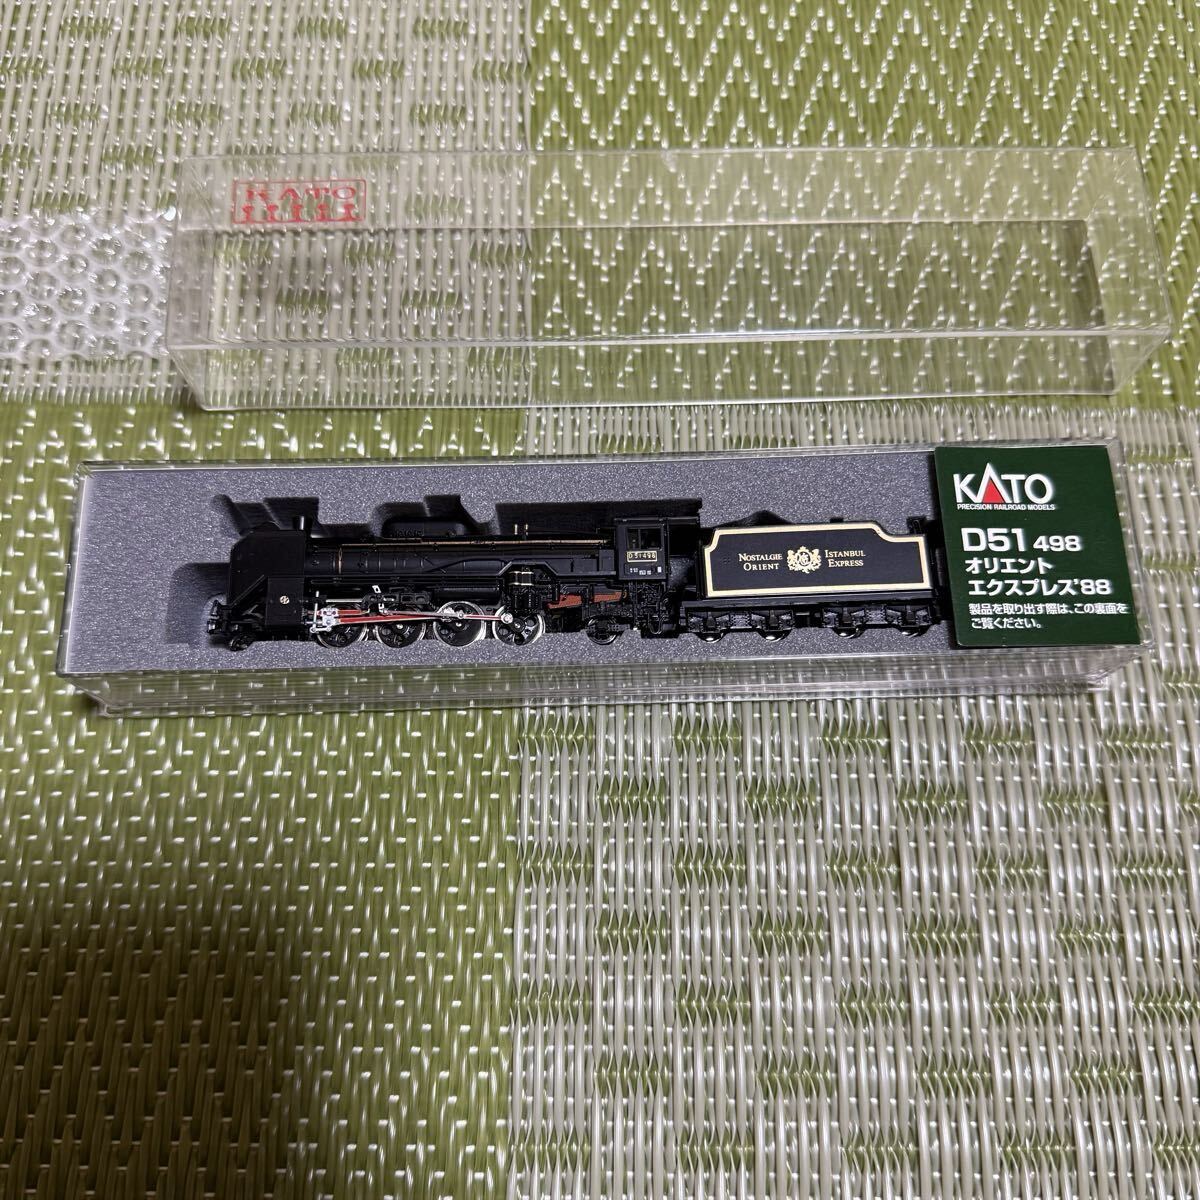 KATO
KATO
PRECISION RAILROAD MODELS
D51 498
オリエント
エクスプレス'88
製品を取り出す際は、この裏面を
ご覧ください。
D51498
NOSTALGIE ISTANBUL
ORIENT EXPRESS